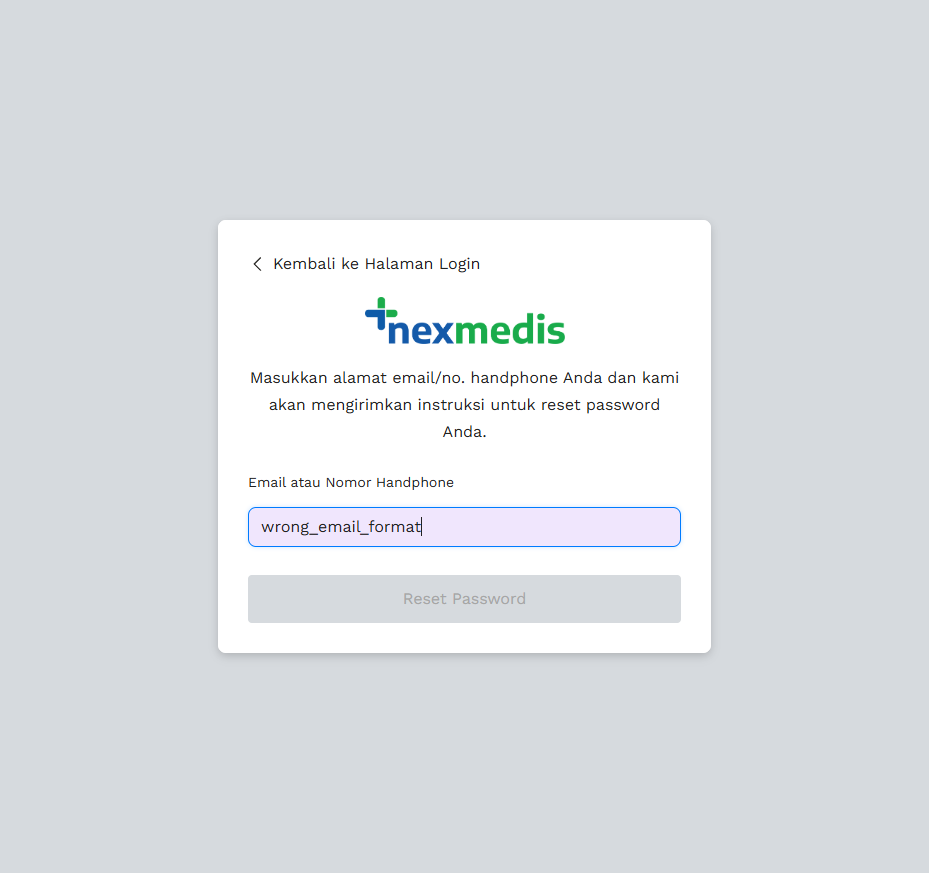 Kembali ke Halaman Login
nexmedis
Masukkan alamat email/no. handphone Anda dan kami
akan mengirimkan instruksi untuk reset password
Anda.
Email atau Nomor Handphone
wrong_email_format
Reset Password